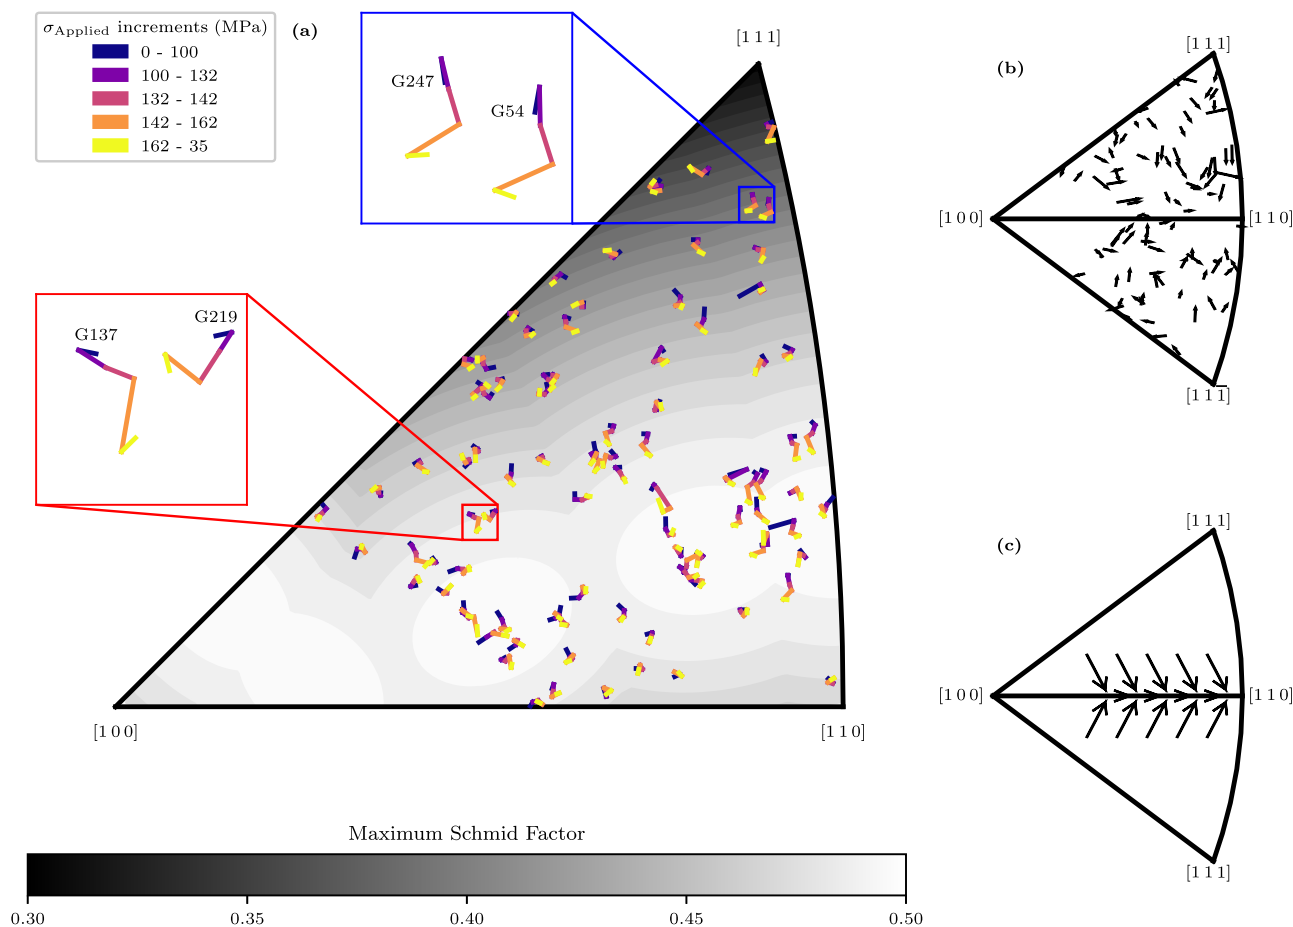 σApplied increments (MPa)
0 - 100
100 - 132
132 - 142
142 - 162
162 - 35
(a)
G247
G54
[1 1 1]
G137
G219
[1 0 0]
[1 1 0]
Maximum Schmid Factor
0.30
0.35
0.40
0.45
0.50
(b)
[1 1 1]
[1 0 0]
[1 1 0]
[1 1 1̅]
(c)
[1 1 1]
[1 0 0]
[1 1 0]
[1 1 1]